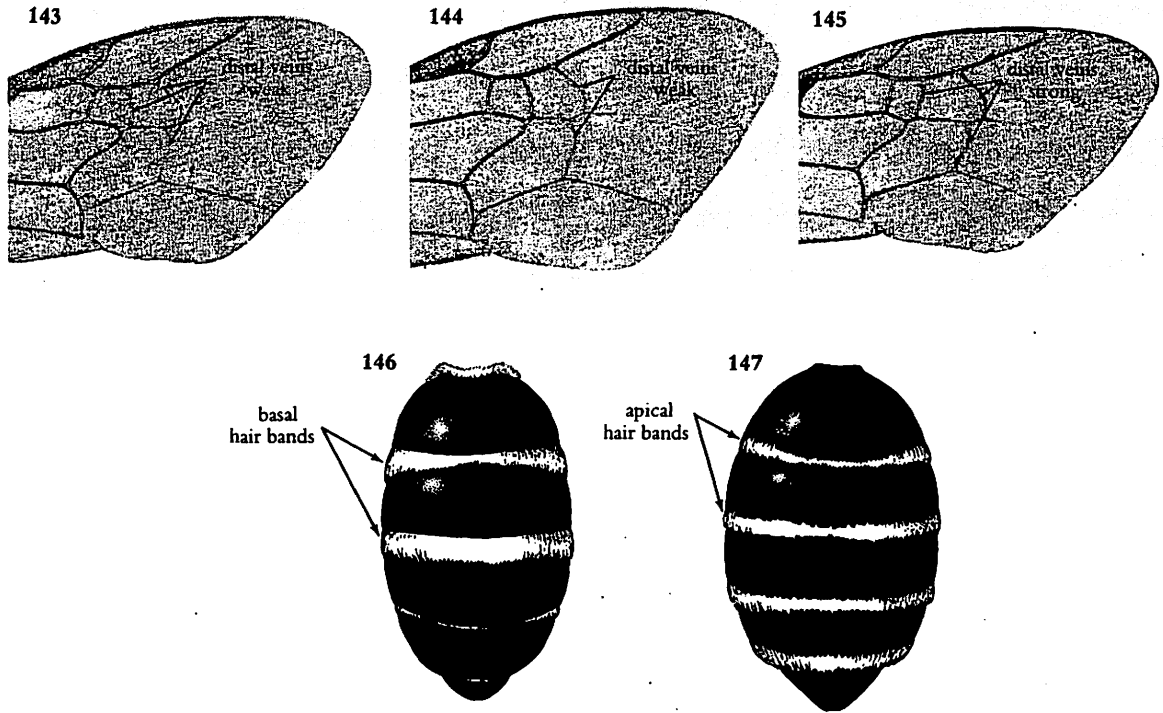 143
144
145
distal veins
weak
distal veins
weak
distal veins
strong
146
147
basal
hair bands
apical
hair bands